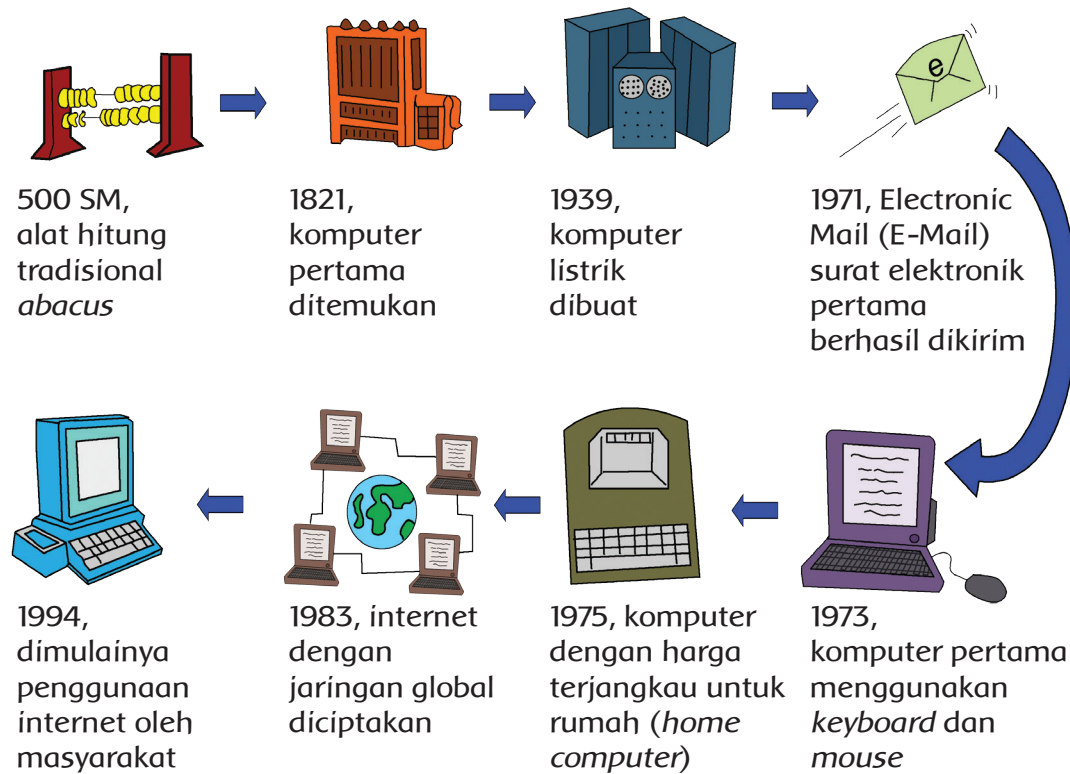 e
500 SM,
alat hitung
tradisional
abacus
1821,
komputer
pertama
ditemukan
1939,
komputer
listrik
dibuat
1971, Electronic
Mail (E-Mail)
surat elektronik
pertama
berhasil dikirim
1973,
komputer pertama
menggunakan
keyboard dan
mouse
1975, komputer
dengan harga
terjangkau untuk
rumah (home
computer)
1983, internet
dengan
jaringan global
diciptakan
1994,
dimulainya
penggunaan
internet oleh
masyarakat